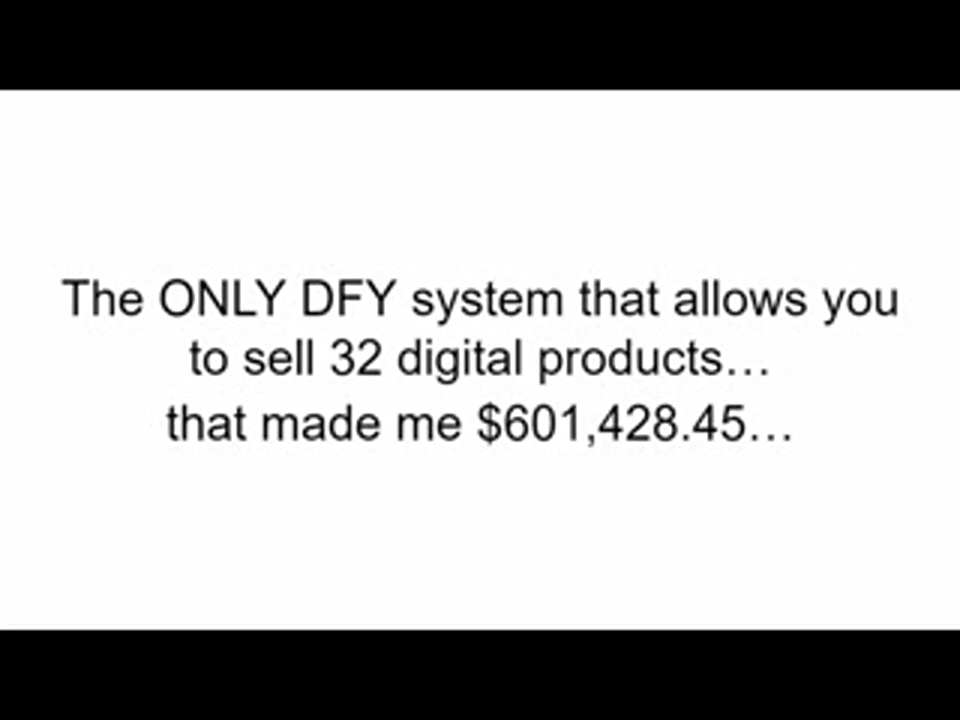 The ONLY DFY system that allows you
to sell 32 digital products...
that made me $601,428.45...